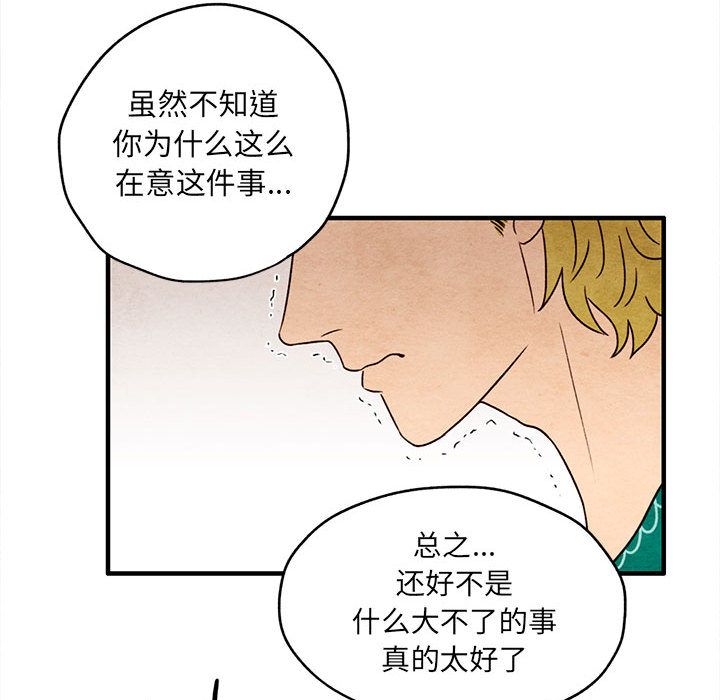 虽然不知道
你为什么这么
在意这件事...
总之...
还好不是
什么大不了的事
真的太好了